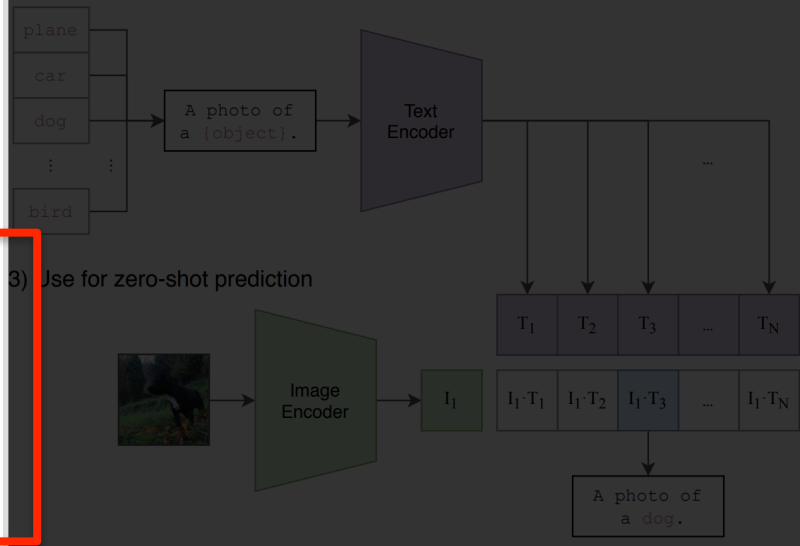 plane
car
dog
⋮ ⋮
bird
A photo of
a {object}.
Text
Encoder
...
3) Use for zero-shot prediction
T1 T2 T3 ... TN
Image
Encoder
I1
I1·T1 I1·T2 I1·T3 ... I1·TN
A photo of
a dog.